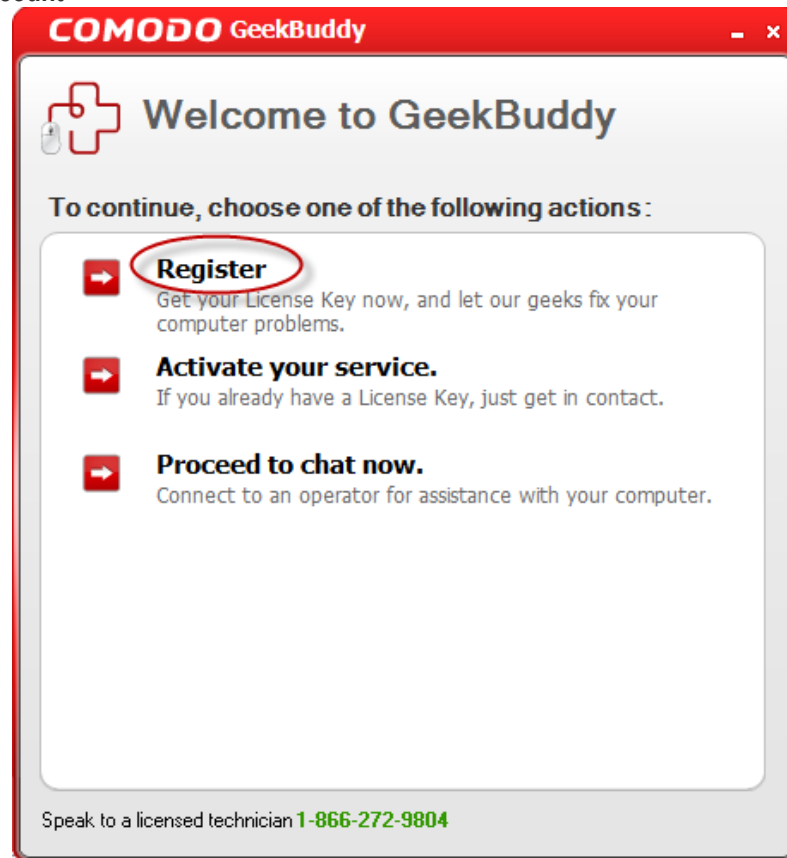 COMODO GeekBuddy
Welcome to GeekBuddy
To continue, choose one of the following actions:
Register
Get your License Key now, and let our geeks fix your
computer problems.
Activate your service.
If you already have a License Key, just get in contact.
Proceed to chat now.
Connect to an operator for assistance with your computer.
Speak to a licensed technician 1-866-272-9804